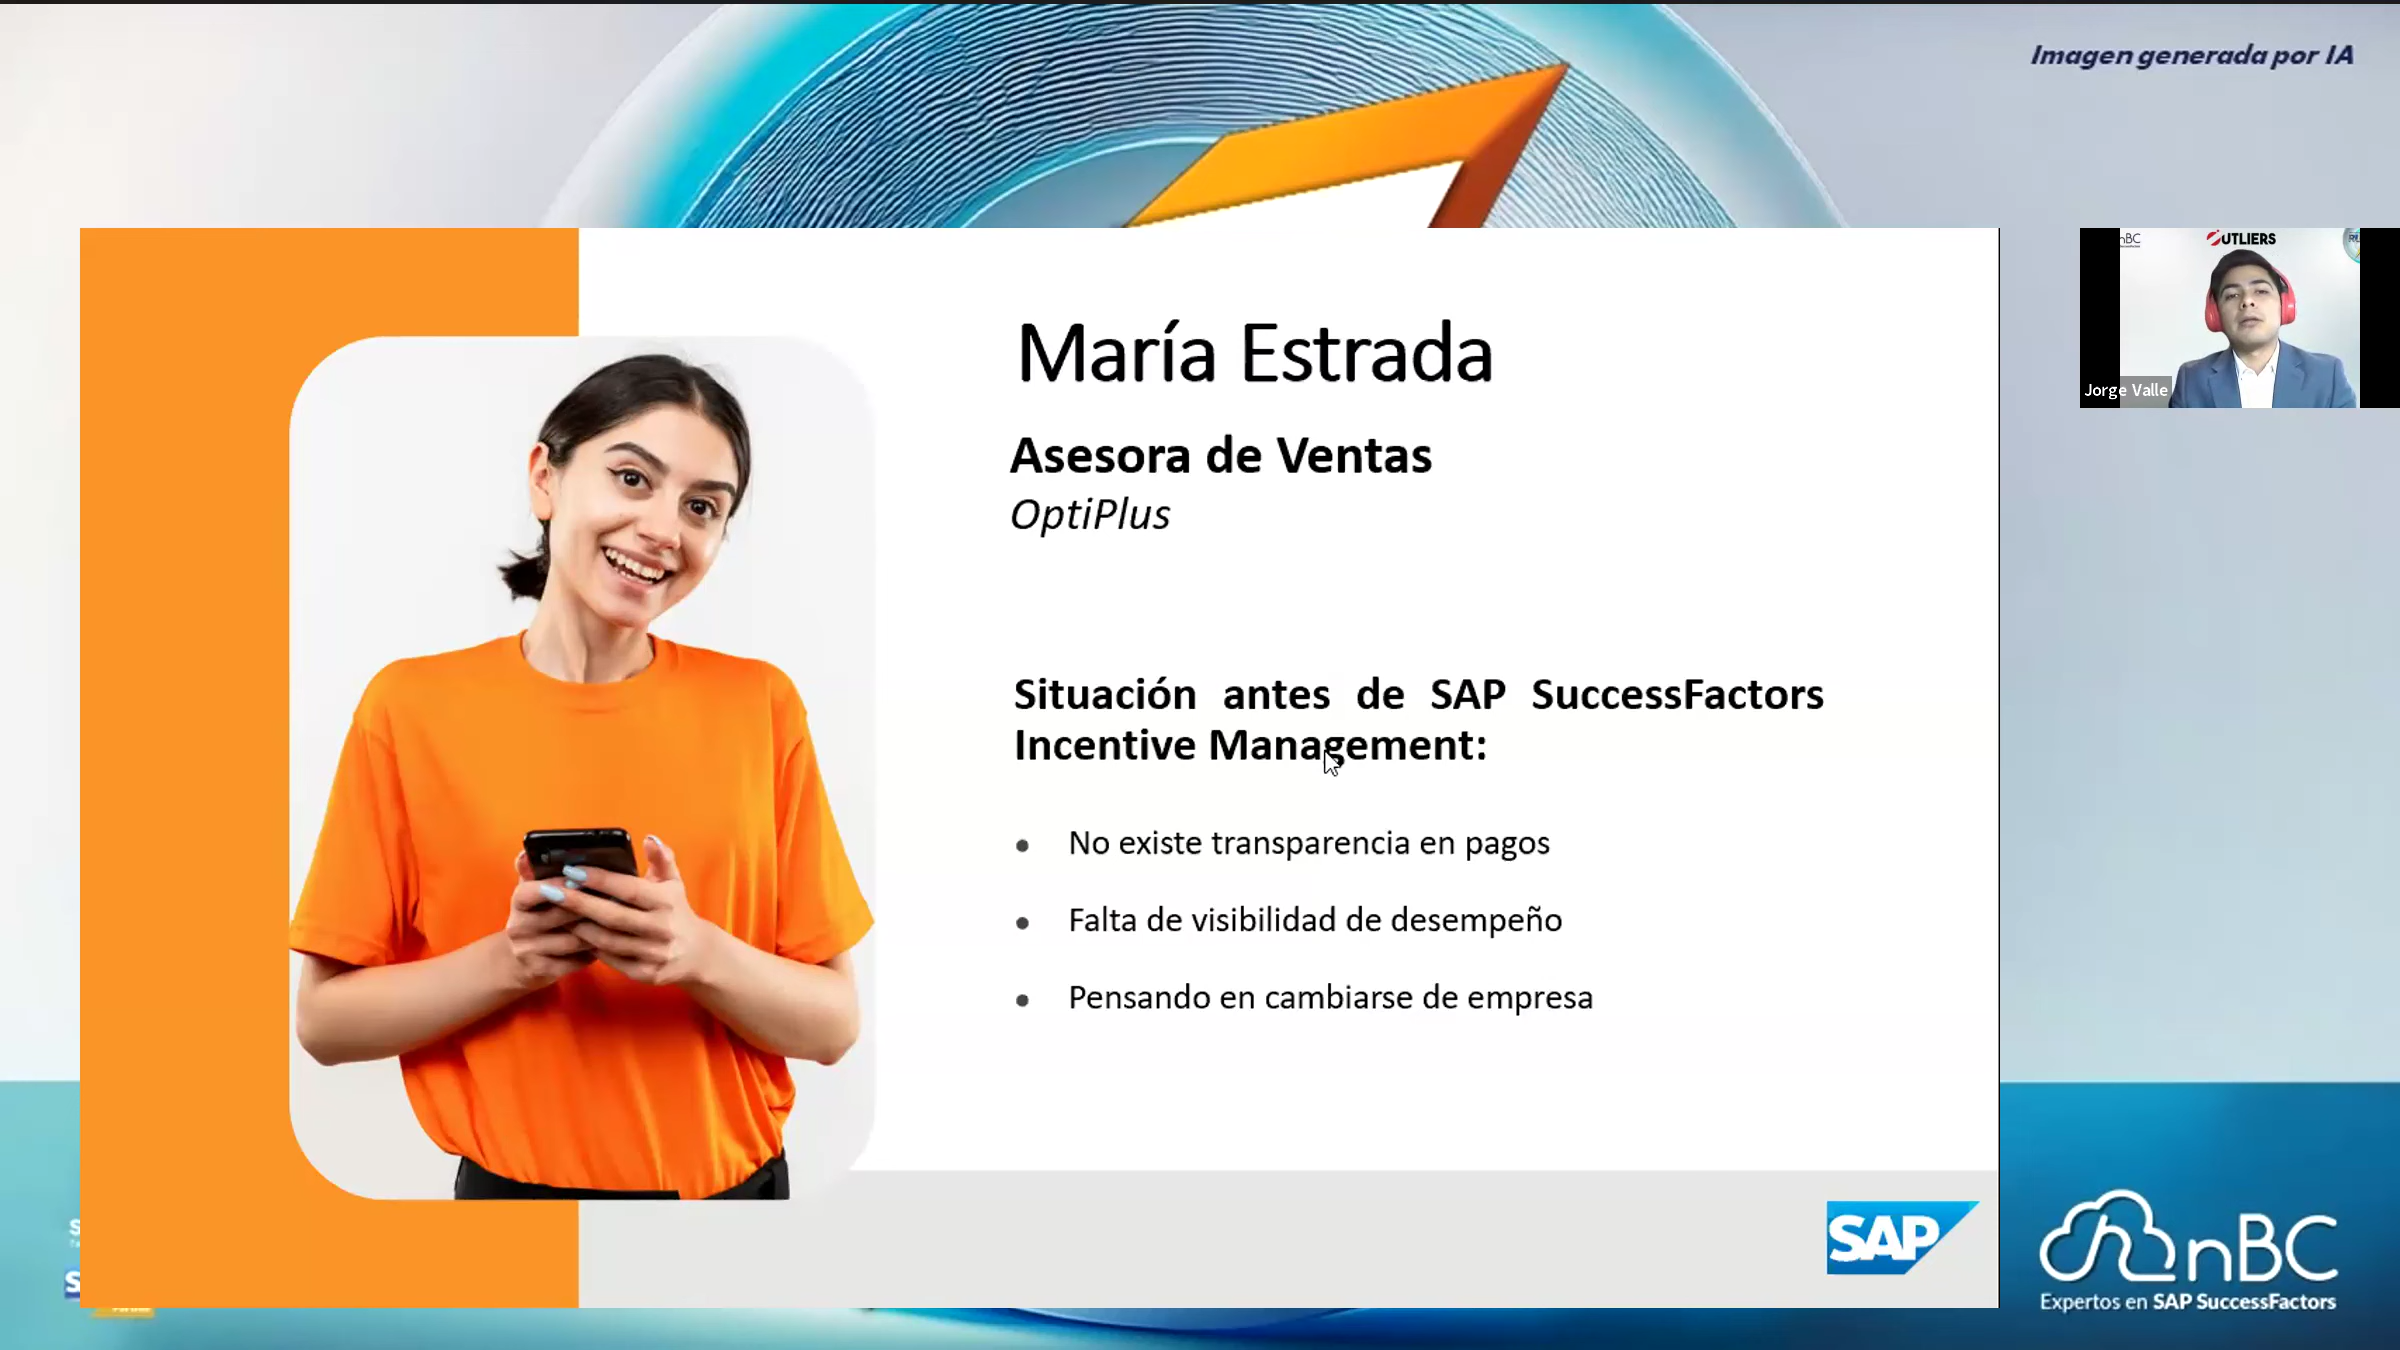 Imagen generada por IA
nBC
OUTLIERS
Jorge Valle
María Estrada
Asesora de Ventas
OptiPlus
Situación antes de SAP SuccessFactors
Incentive Management:
No existe transparencia en pagos
Falta de visibilidad de desempeño
Pensando en cambiarse de empresa
SAP
nBC
Expertos en SAP SuccessFactors